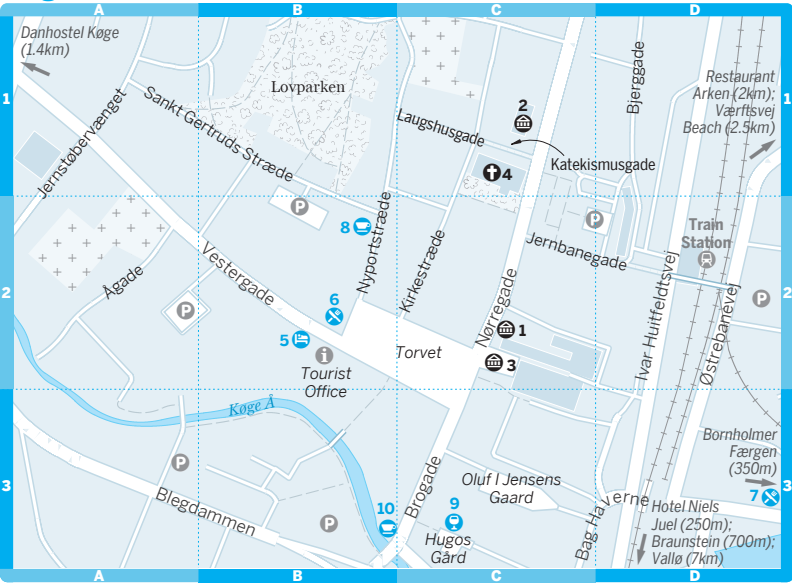 A
B
C
D
Danhostel Køge
(1.4km)
Lovparken
2
Bjerggade
Restaurant
Arken (2km);
Værftsvej
Beach (2.5km)
1
1
Sankt Gertruds Stræde
Laugshusgade
Jernstøbervænget
Katekismusgade
4
P
P
8
Nyportstræde
Kirkestræde
Jernbanegade
Train
Station
Vestergade
Ågade
2
2
6
P
P
Nørregade
1
Ivar Huitfeldtsvej
Østrebanevej
5
i
Torvet
3
Tourist
Office
Køge Å
Bornholmer
Færgen
(350m)
P
3
3
7
Oluf I Jensens
Gaard
Brogade
Blegdammen
P
10
9
Hugos
Gård
Bag Haverne
Hotel Niels
Juel (250m);
Braunstein (700m);
Vallø (7km)
A
B
C
D